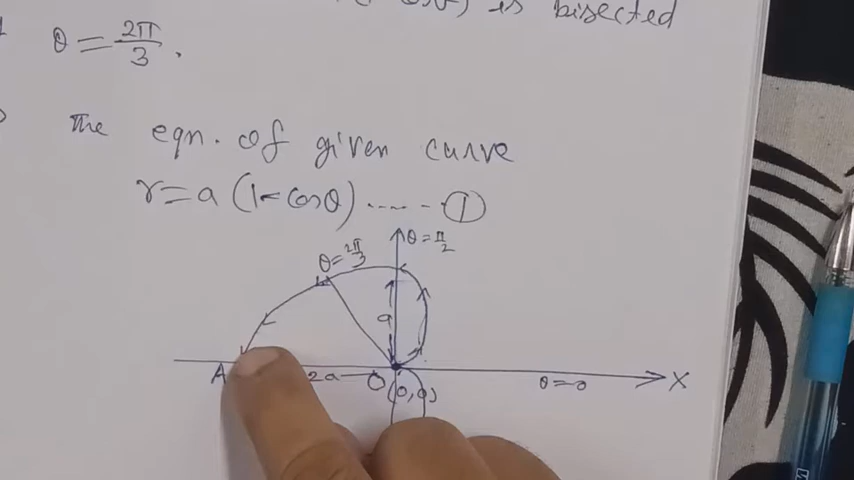 is bisected
θ = 2π/3 .
The eqn. of given curve
r = a (1 - cosθ) ------ ①
θ = π/2
θ = 2π/3
a
A 2a O X
(0, 0) θ = 0